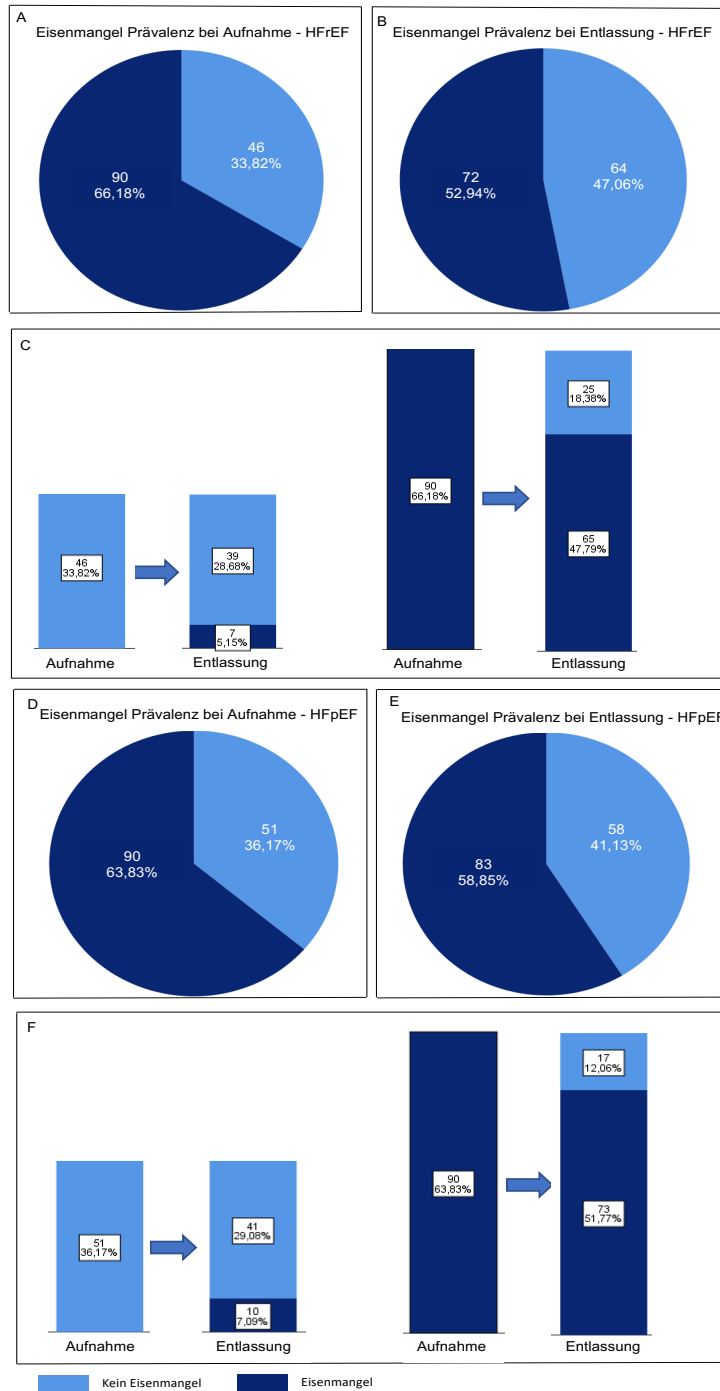 A
Eisenmangel Prävalenz bei Aufnahme - HFrEF
46
33,82%
90
66,18%
B
Eisenmangel Prävalenz bei Entlassung - HFrEF
64
47,06%
72
52,94%
C
46
33,82%
Aufnahme
39
28,68%
7
5,15%
Entlassung
90
66,18%
Aufnahme
25
18,38%
65
47,79%
Entlassung
D
Eisenmangel Prävalenz bei Aufnahme - HFpEF
51
36,17%
90
63,83%
E
Eisenmangel Prävalenz bei Entlassung - HFpEF
58
41,13%
83
58,85%
F
51
36,17%
Aufnahme
41
29,08%
10
7,09%
Entlassung
90
63,83%
Aufnahme
17
12,06%
73
51,77%
Entlassung
Kein Eisenmangel
Eisenmangel